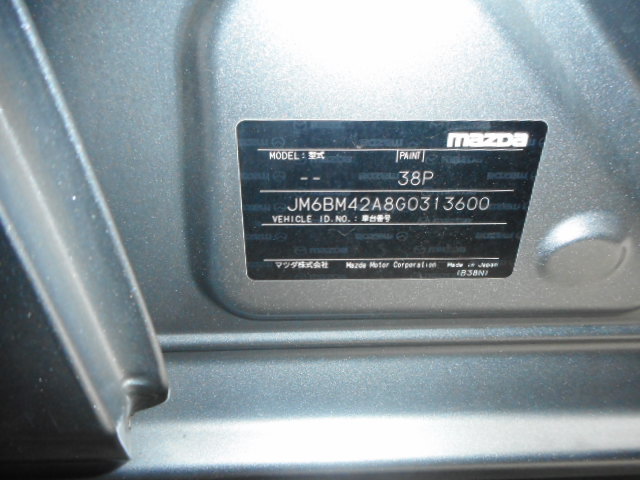 mazda
MODEL:型式 PAINT
-- 38P
JM6BM42A8G0313600
VEHICLE ID.NO.:車台番号
マツダ株式会社 Mazda Motor Corporation Made in Japan
(B38N)